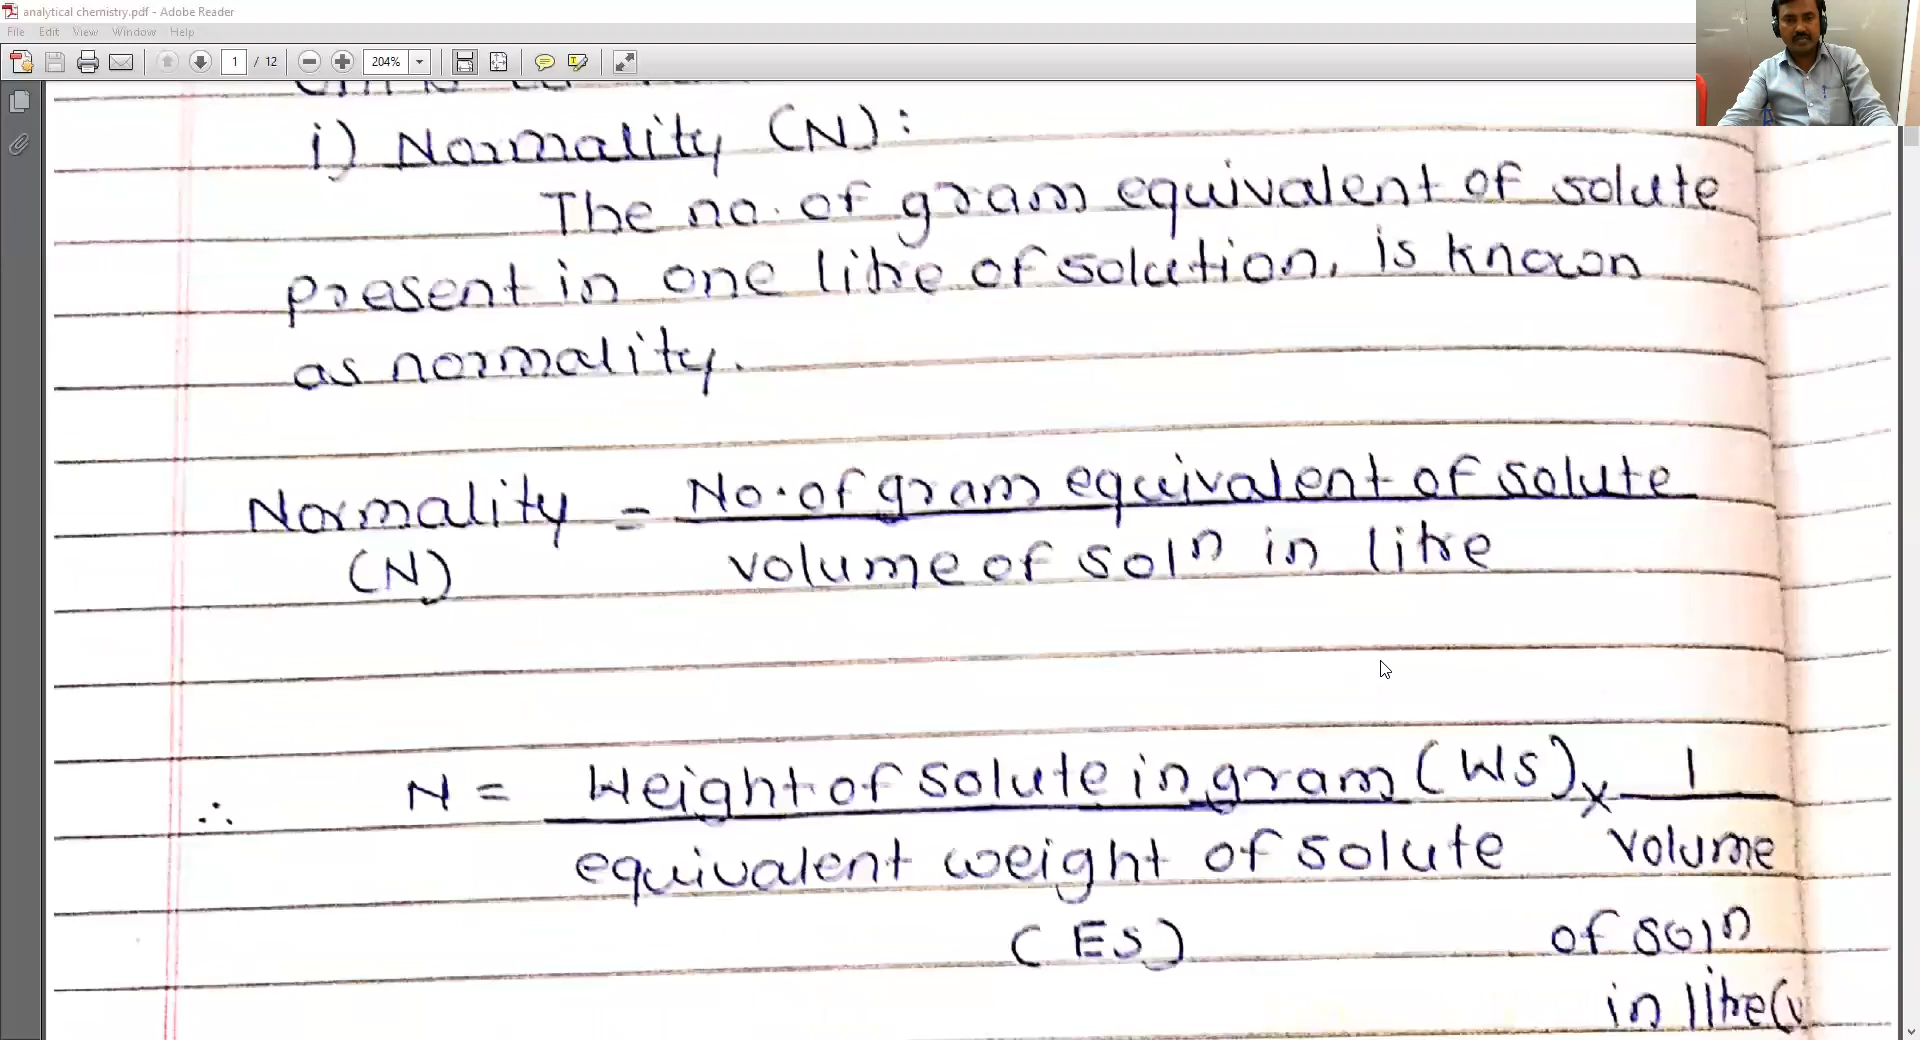 analytical chemistry.pdf - Adobe Reader
File Edit View Window Help
1 / 12 204%
i) Normality (N):
The no. of gram equivalent of solute
present in one litre of solution, is known
as normality.
Normality = No. of gram equivalent of solute
(N) volume of solⁿ in litre
∴ N = Weight of solute in gram (Ws) x 1
equivalent weight of solute volume
(Es) of solⁿ
in litre (v